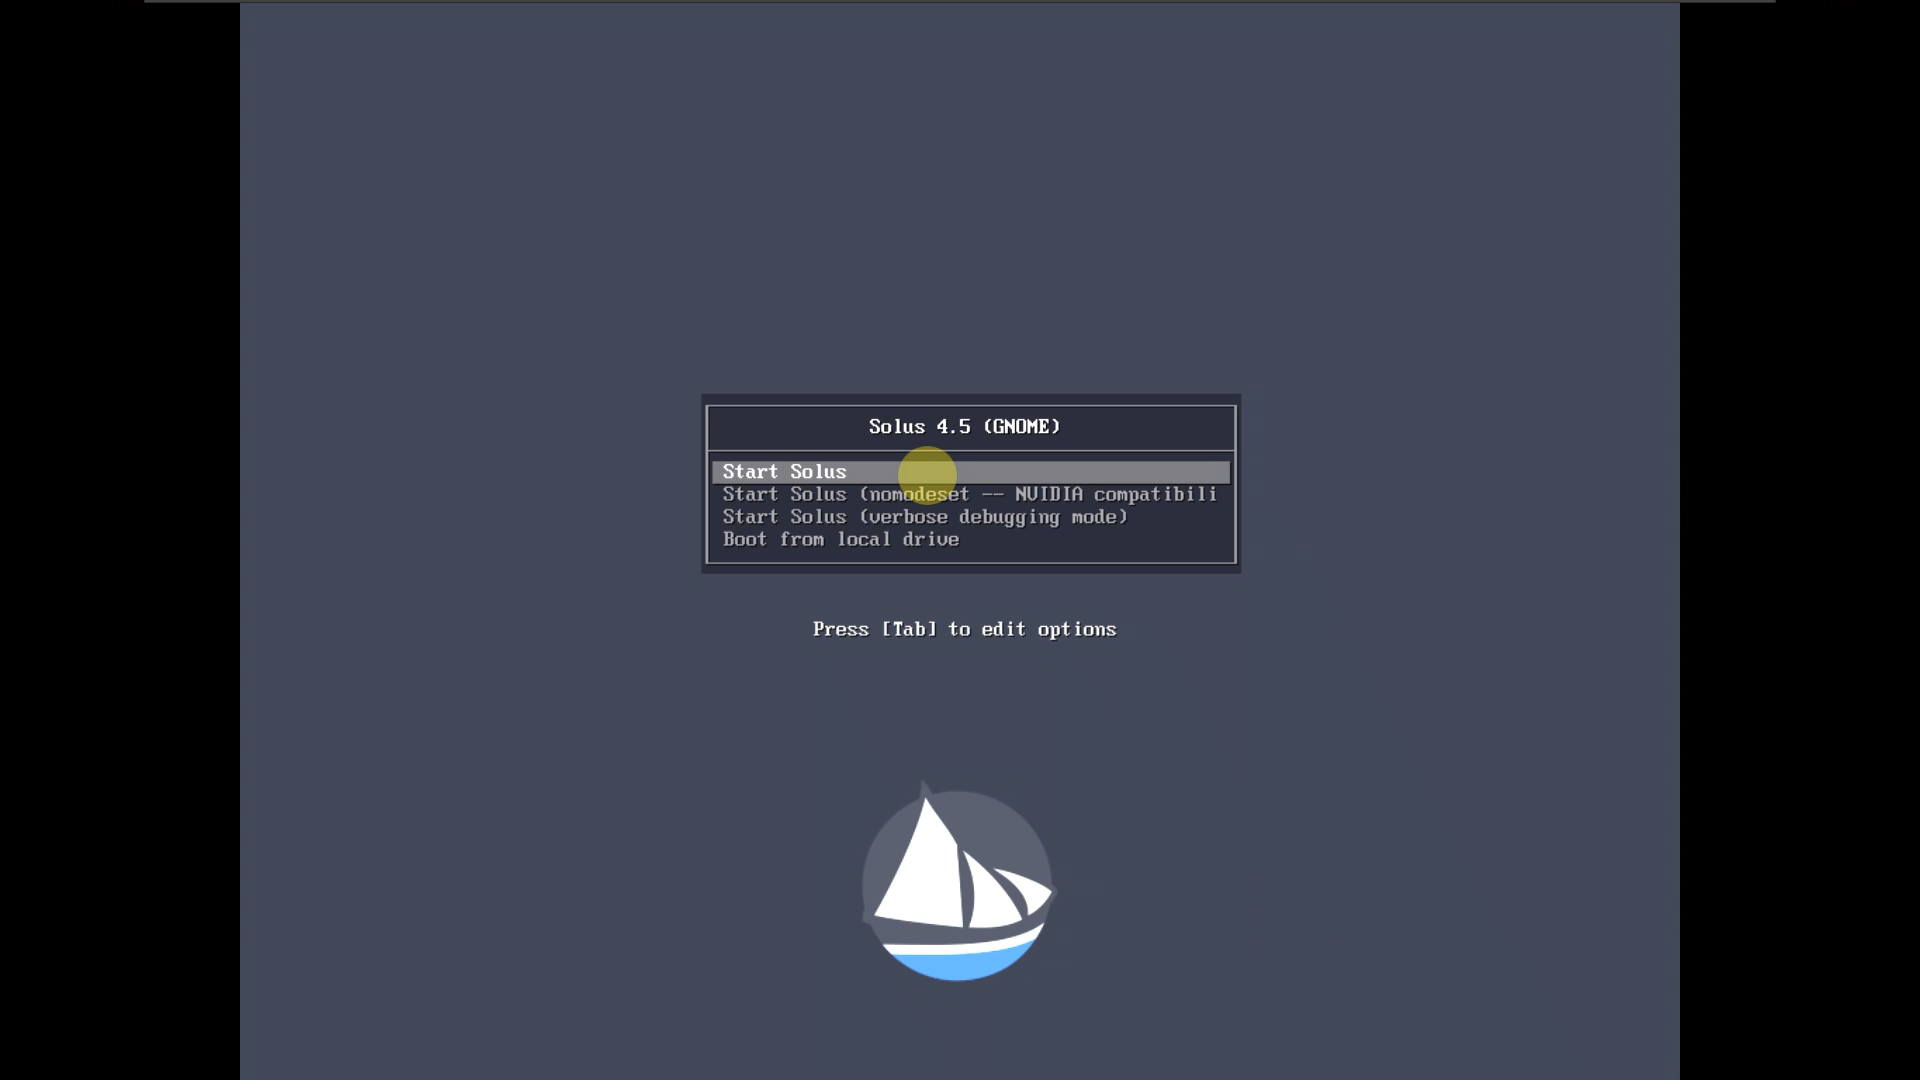 Solus 4.5 (GNOME)
Start Solus
Start Solus (nomodeset -- NVIDIA compatibili
Start Solus (verbose debugging mode)
Boot from local drive
Press [Tab] to edit options